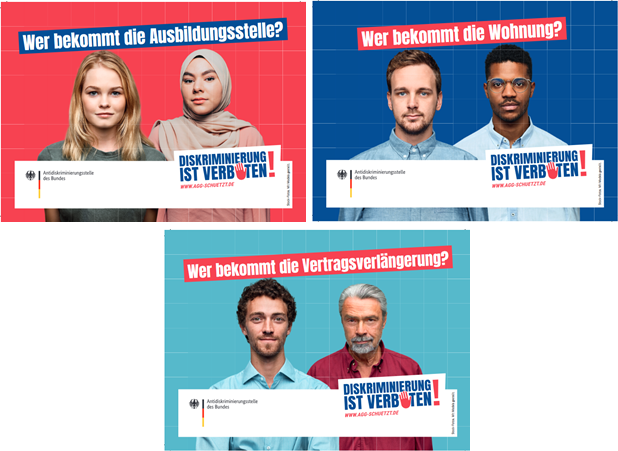 Wer bekommt die Ausbildungsstelle?
Antidiskriminierungsstelle
des Bundes
DISKRIMINIERUNG
IST VERBOTEN!
WWW.AGG-SCHUETZT.DE
Wer bekommt die Wohnung?
Antidiskriminierungsstelle
des Bundes
DISKRIMINIERUNG
IST VERBOTEN!
WWW.AGG-SCHUETZT.DE
Wer bekommt die Vertragsverlängerung?
Antidiskriminierungsstelle
des Bundes
DISKRIMINIERUNG
IST VERBOTEN!
WWW.AGG-SCHUETZT.DE